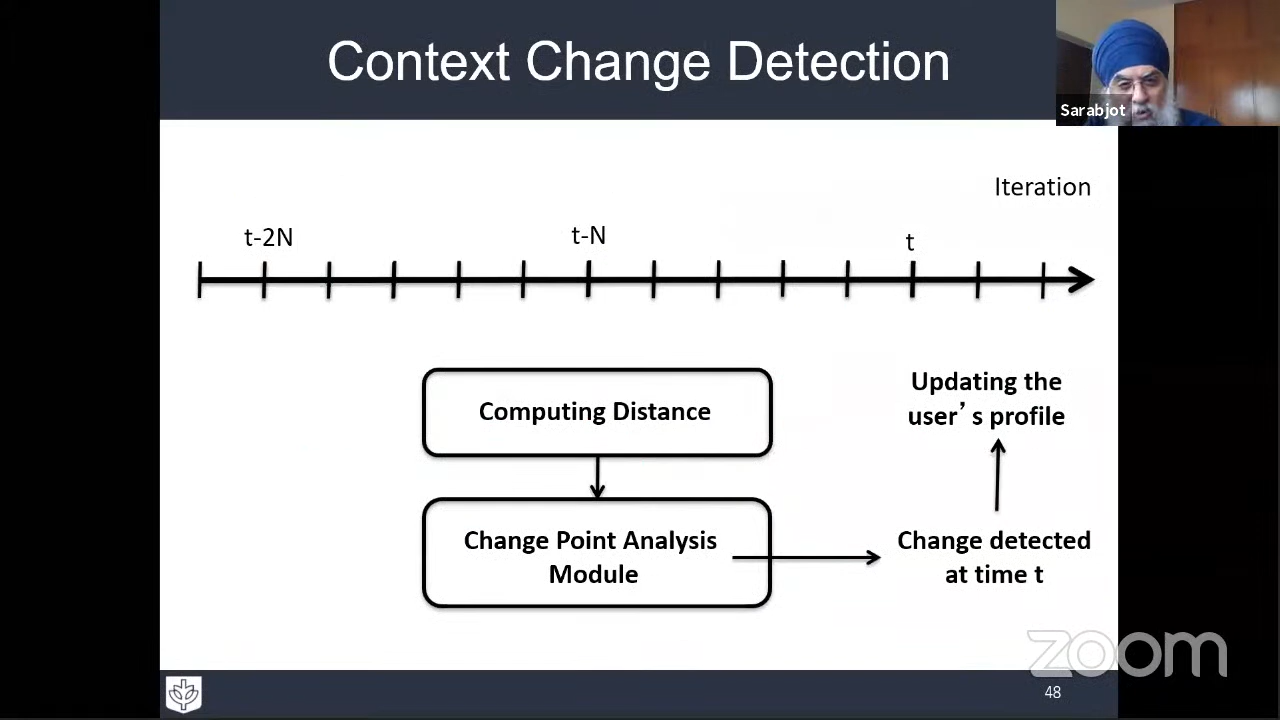 Context Change Detection
Sarabjot
Iteration
t-2N
t-N
t
Computing Distance
Updating the
user’ s profile
Change Point Analysis
Module
Change detected
at time t
zoom
48